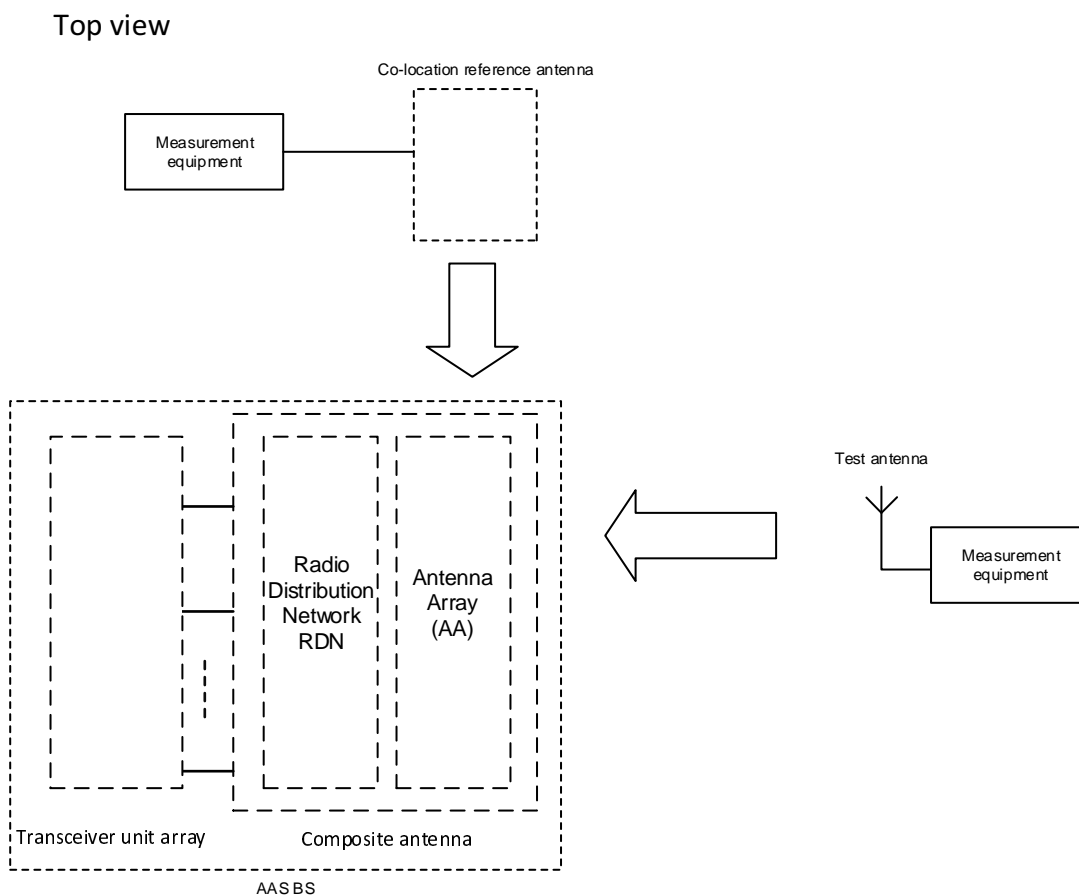 Top view
Co-location reference antenna
Measurement
equipment
Test antenna
Measurement
equipment
Radio
Distribution
Network
RDN
Antenna
Array
(AA)
Transceiver unit array
Composite antenna
AAS BS